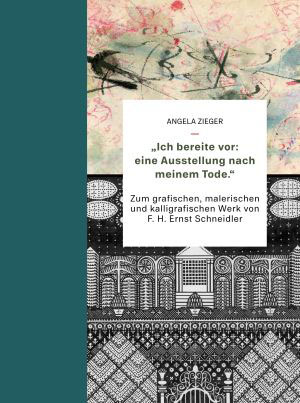 ANGELA ZIEGER
„Ich bereite vor:
eine Ausstellung nach
meinem Tode.“
Zum grafischen, malerischen
und kalligrafischen Werk von
F. H. Ernst Schneidler